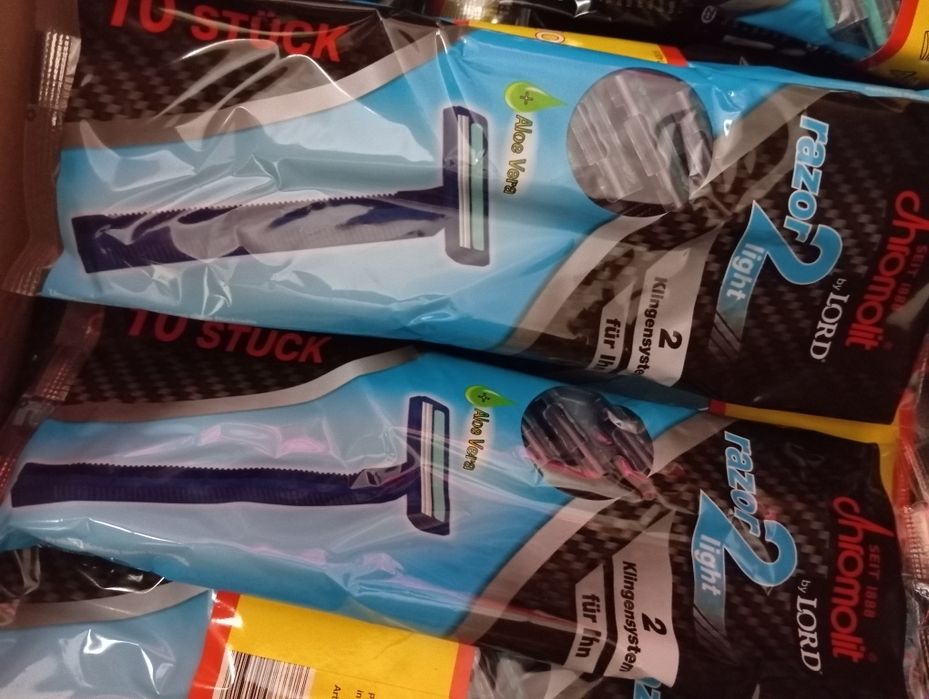 chromolit
SEIT 1888
razor2
light
by LORD®
2
Klingensystem
für Ihn
Aloe Vera
10 STÜCK
chromolit
SEIT 1888
razor2
light
by LORD
2
Klingensysten
für Ihn
Aloe Vera
10 STÜCK